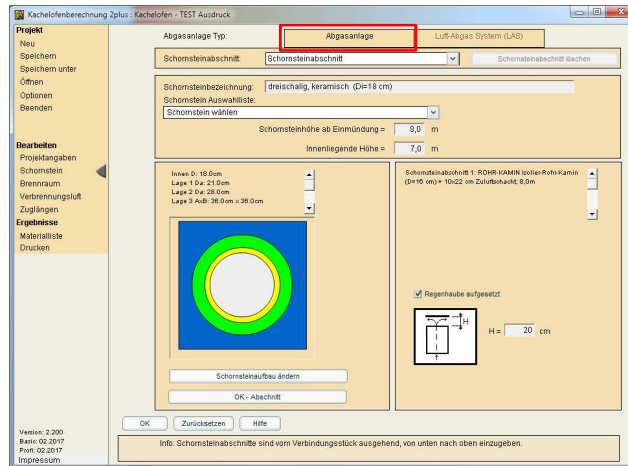 Kachelofenberechnung 2plus : Kachelofen - TEST Ausdruck
Projekt
Neu
Speichern
Speichern unter
Öffnen
Optionen
Beenden
Bearbeiten
Projektangaben
Schornstein
Brennraum
Verbrennungsluft
Zuglängen
Ergebnisse
Materialliste
Drucken
Version: 2.200
Basic: 02.2017
Profi: 02.2017
Impressum
Abgasanlage Typ: Abgasanlage Luft-Abgas System (LAS)
Schornsteinabschnitt: Schornsteinabschnitt Schornsteinabschnitt löschen
Schornsteinbezeichnung: dreischalig, keramisch (Di=18 cm)
Schornstein Auswahlliste:
Schornstein wählen
Schornsteinhöhe ab Einmündung = 8,0 m
Innenliegende Höhe = 7,0 m
Innen D: 18.0cm
Lage 1 Da: 21.0cm
Lage 2 Da: 28.0cm
Lage 3 AxB: 36.0cm x 36.0cm
Schornsteinaufbau ändern
OK - Abschnitt
Schornsteinabschnitt 1: ROHR-KAMIN Isolier-Rohr-Kamin
(D=16 cm) + 10x22 cm Zuluftschacht, 8,0m
Regenhaube aufgesetzt
H
H = 20 cm
OK Zurücksetzen Hilfe
Info: Schornsteinabschnitte sind vom Verbindungsstück ausgehend, von unten nach oben einzugeben.